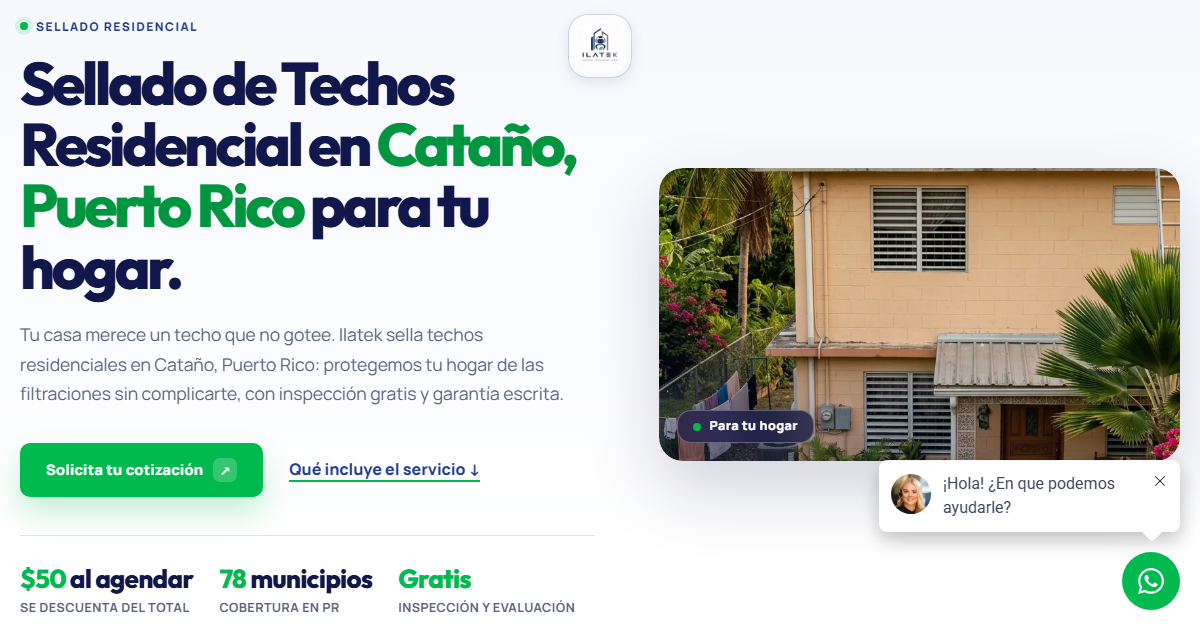 SELLADO RESIDENCIAL
ILATEK
Sellado de Techos
Residencial en Cataño,
Puerto Rico para tu
hogar.
Tu casa merece un techo que no gotee. Ilatek sella techos
residenciales en Cataño, Puerto Rico: protegemos tu hogar de las
filtraciones sin complicarte, con inspección gratis y garantía escrita.
Solicita tu cotización ↗
Qué incluye el servicio ↓
Para tu hogar
¡Hola! ¿En que podemos
ayudarle?
$50 al agendar
SE DESCUENTA DEL TOTAL
78 municipios
COBERTURA EN PR
Gratis
INSPECCIÓN Y EVALUACIÓN